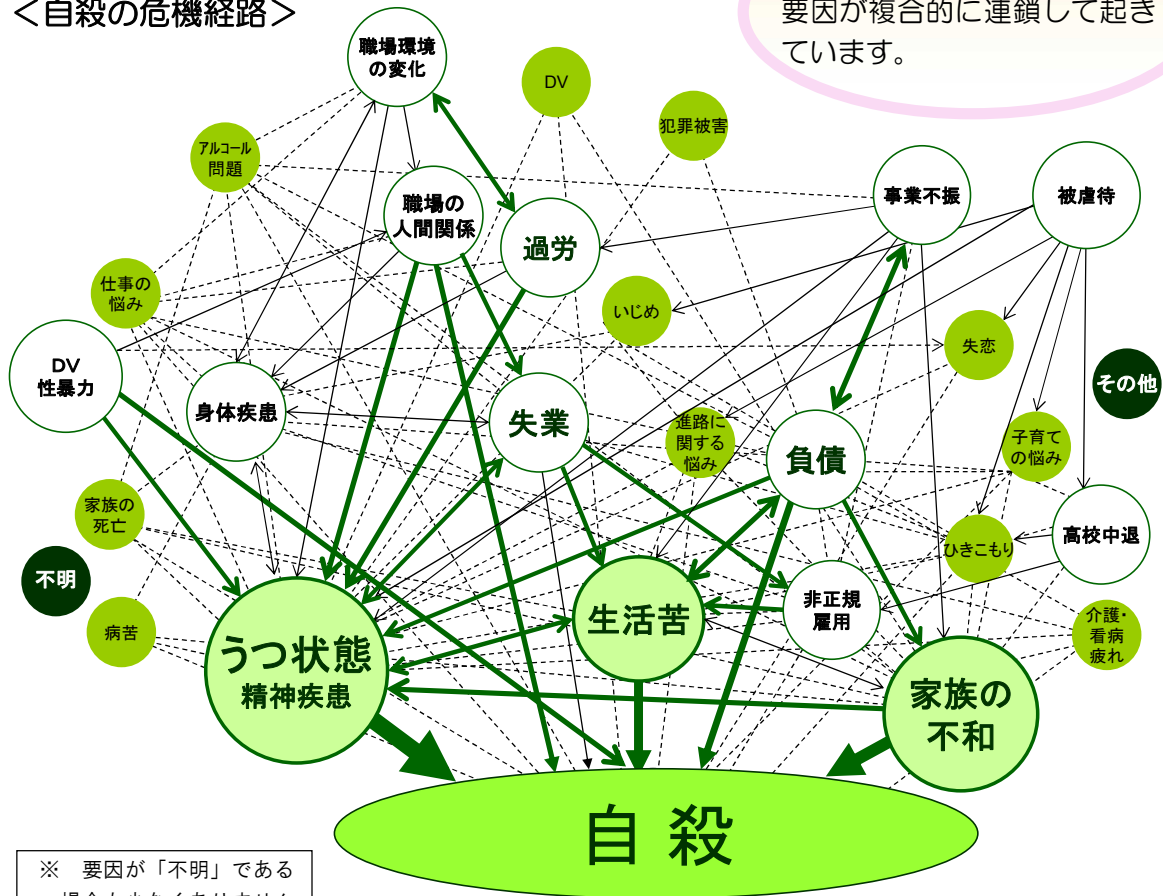 ＜自殺の危機経路＞
要因が複合的に連鎖して起き
ています。
職場環境
の変化
DV
犯罪被害
アルコール
問題
職場の
人間関係
過労
事業不振
被虐待
仕事の
悩み
いじめ
失恋
DV
性暴力
その他
身体疾患
失業
進路に
関する
悩み
負債
子育て
の悩み
家族の
死亡
ひきこもり
高校中退
不明
病苦
うつ状態
精神疾患
生活苦
非正規
雇用
介護・
看病
疲れ
家族の
不和
自殺
※　要因が「不明」である